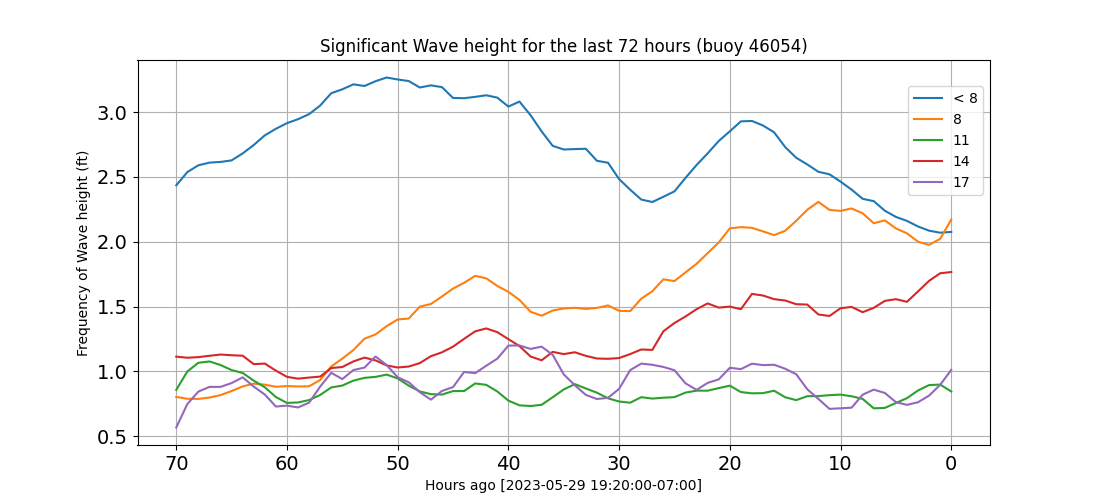 Significant Wave height for the last 72 hours (buoy 46054)
Frequency of Wave height (ft)
3.0
2.5
2.0
1.5
1.0
0.5
< 8
8
11
14
17
70 60 50 40 30 20 10 0
Hours ago [2023-05-29 19:20:00-07:00]